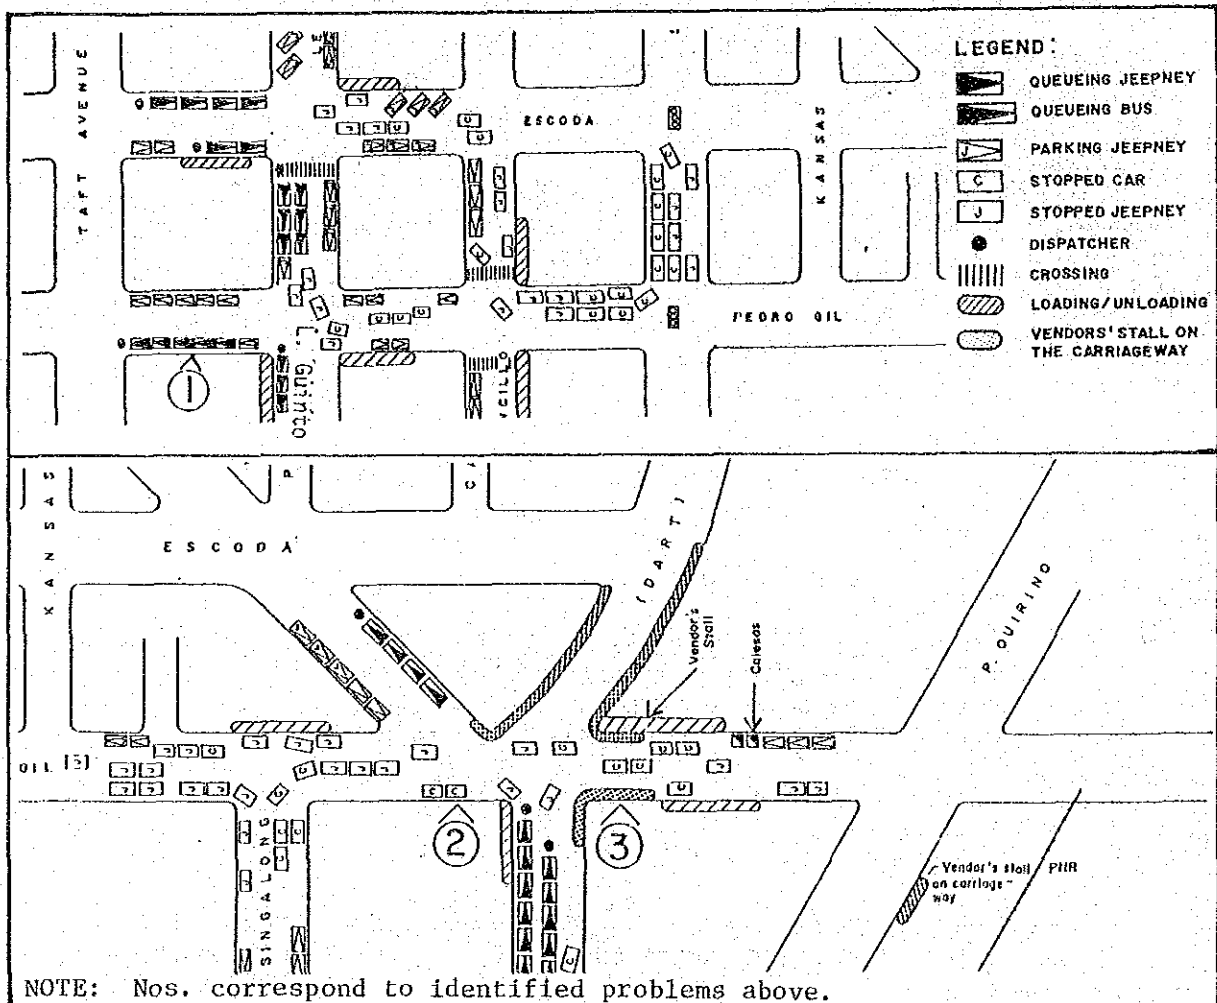 LEGEND:
QUEUEING JEEPNEY
QUEUEING BUS
J PARKING JEEPNEY
C STOPPED CAR
J STOPPED JEEPNEY
DISPATCHER
CROSSING
LOADING/UNLOADING
VENDORS' STALL ON
THE CARRIAGEWAY
TAFT AVENUE
ESCODA
KANSAS
PEDRO GIL
L. Guinto
1
KANSAS
ESCODA
(DART)
P. QUIRINO
Vendor's
Stall
Calesas
SINGALONG
2
3
Vendor's stall
on carriage-
way
PNR
NOTE: Nos. correspond to identified problems above.